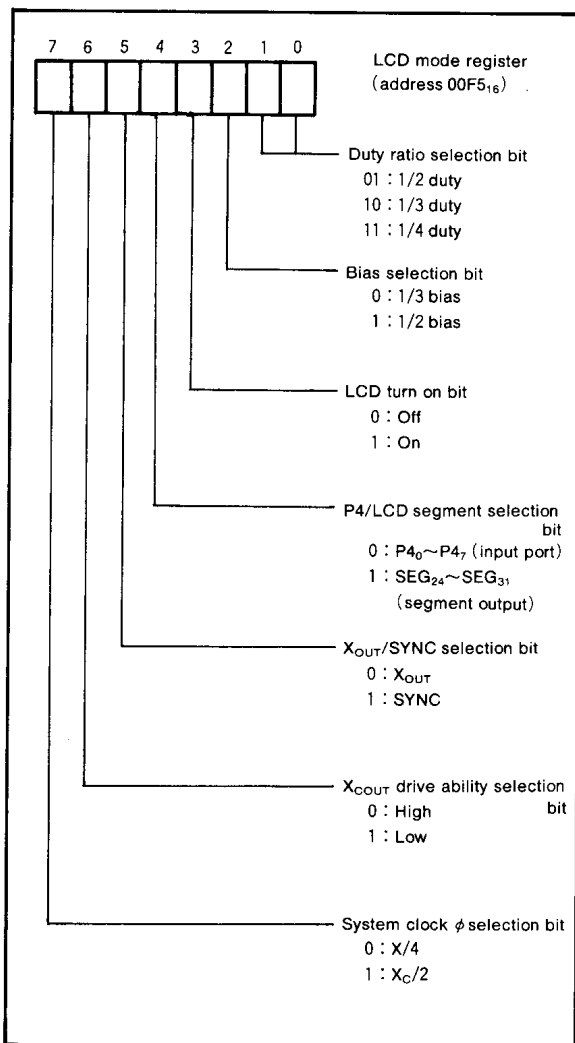 7 6 5 4 3 2 1 0
LCD mode register
(address 00F5₁₆)
Duty ratio selection bit
01 : 1/2 duty
10 : 1/3 duty
11 : 1/4 duty
Bias selection bit
0 : 1/3 bias
1 : 1/2 bias
LCD turn on bit
0 : Off
1 : On
P4/LCD segment selection
bit
0 : P4₀~P4₇ (input port)
1 : SEG₂₄~SEG₃₁
(segment output)
X_OUT/SYNC selection bit
0 : X_OUT
1 : SYNC
X_COUT drive ability selection
bit
0 : High
1 : Low
System clock φ selection bit
0 : X/4
1 : X_C/2